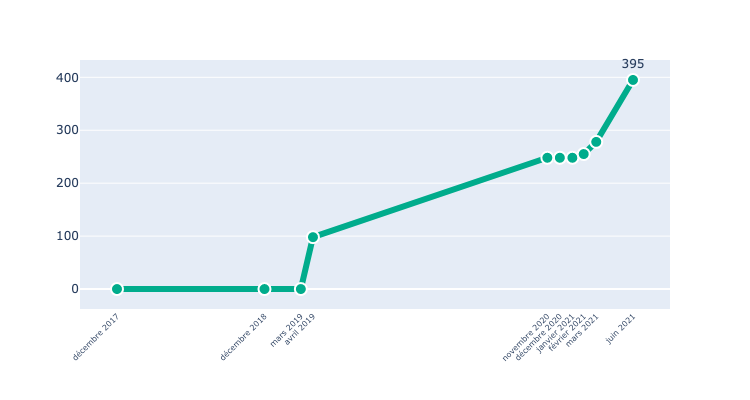 395
400
300
200
100
0
décembre 2017
décembre 2018
mars 2019
avril 2019
novembre 2020
décembre 2020
janvier 2021
février 2021
mars 2021
juin 2021